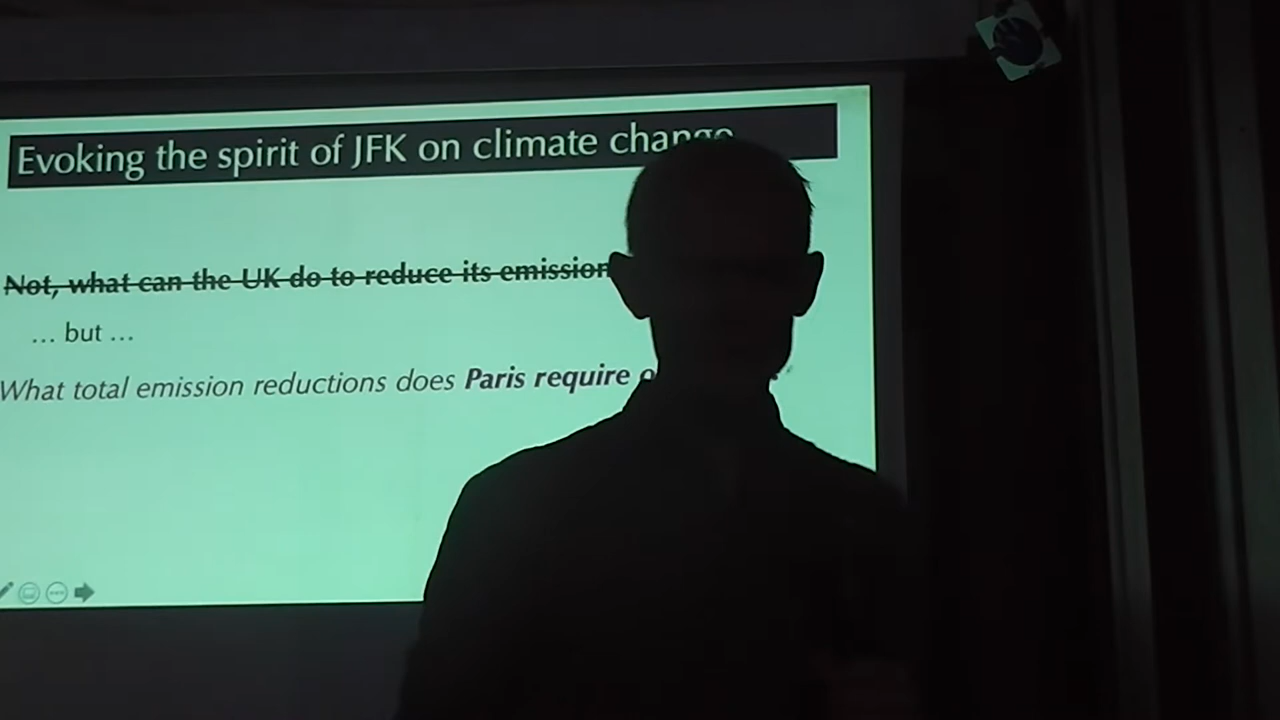 Evoking the spirit of JFK on climate change
Not, what can the UK do to reduce its emission
... but ...
What total emission reductions does Paris require